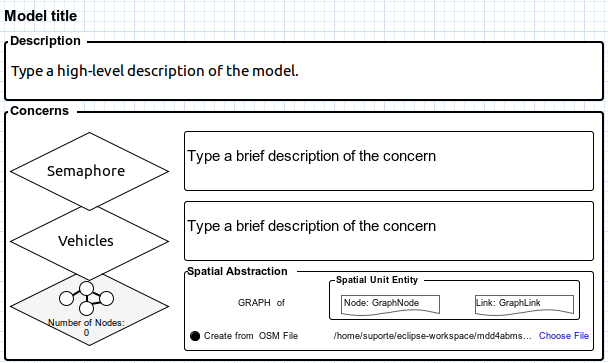 Model title
Description
Type a high-level description of the model.
Concerns
Semaphore
Type a brief description of the concern
Vehicles
Type a brief description of the concern
Number of Nodes:
0
Spatial Abstraction
GRAPH of
Spatial Unit Entity
Node: GraphNode
Link: GraphLink
Create from OSM File
/home/suporte/eclipse-workspace/mdd4abms...
Choose File